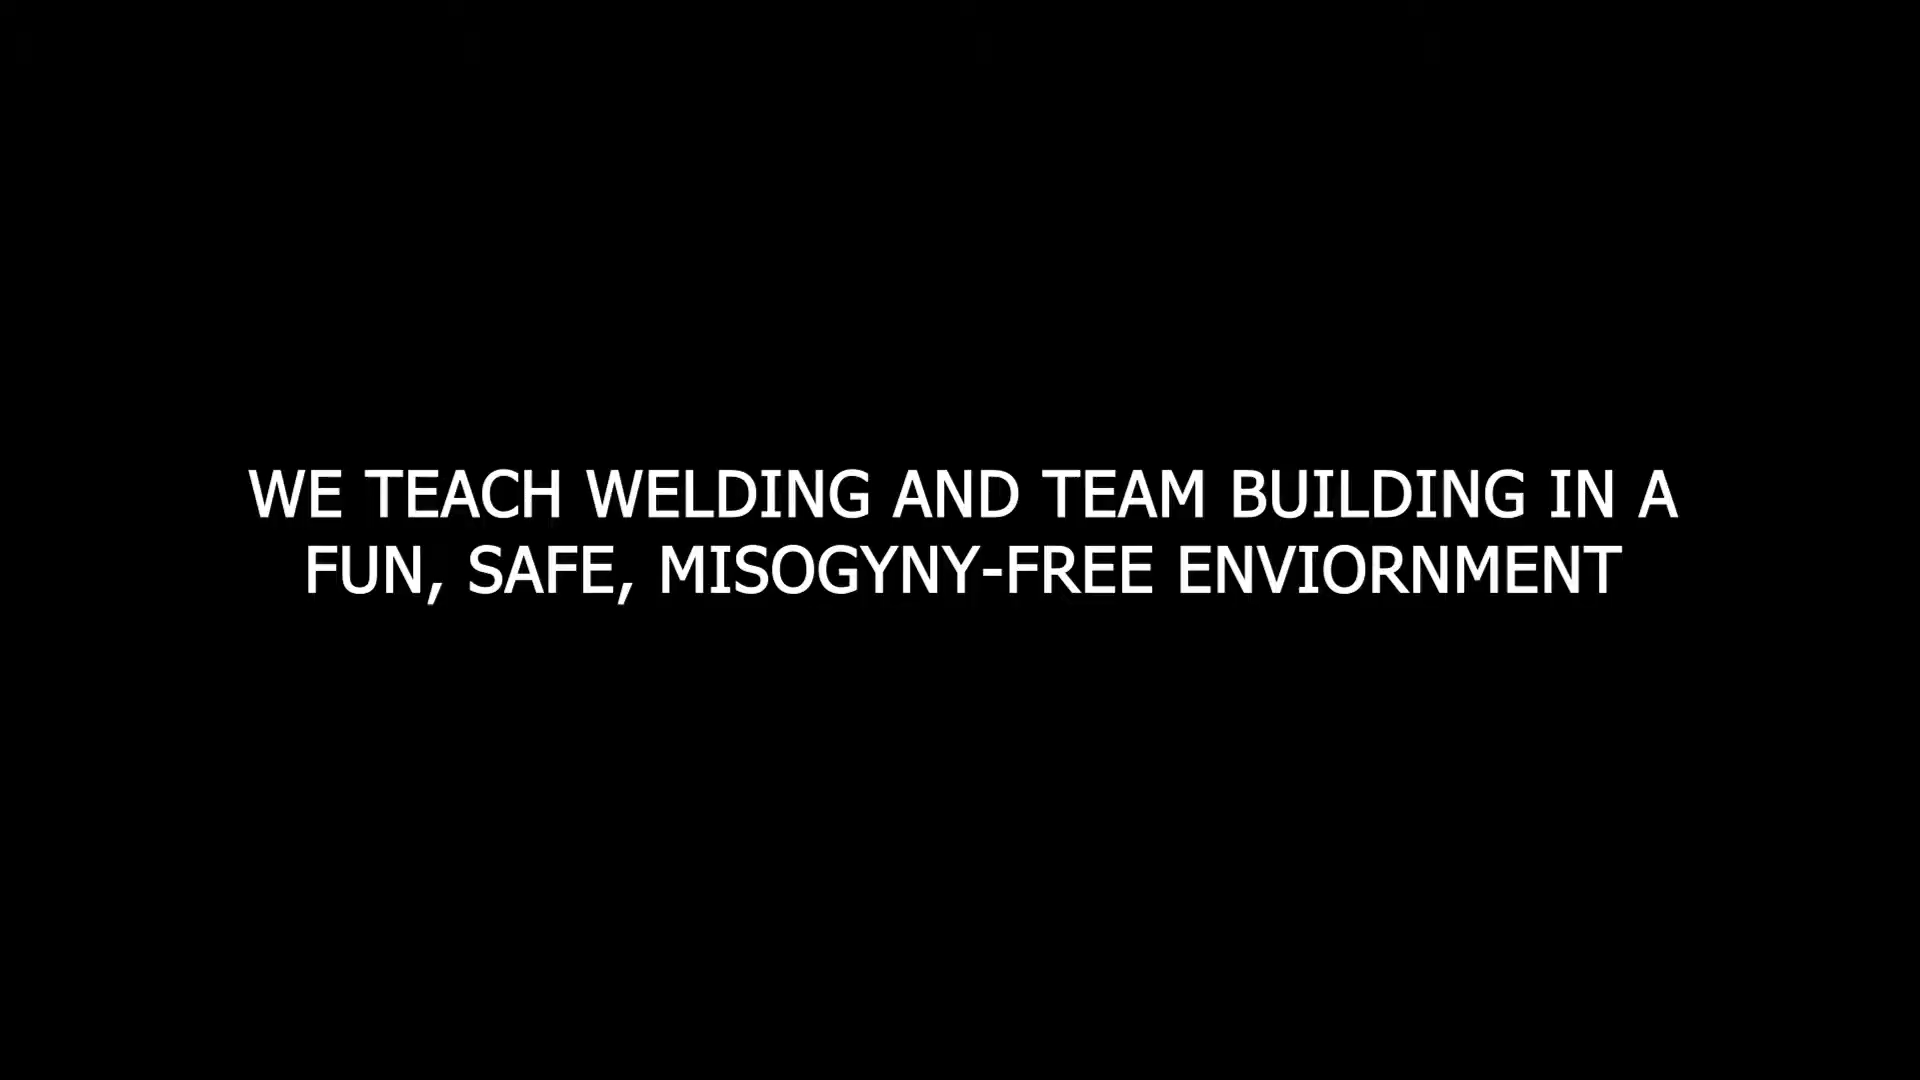 WE TEACH WELDING AND TEAM BUILDING IN A
FUN, SAFE, MISOGYNY-FREE ENVIORNMENT